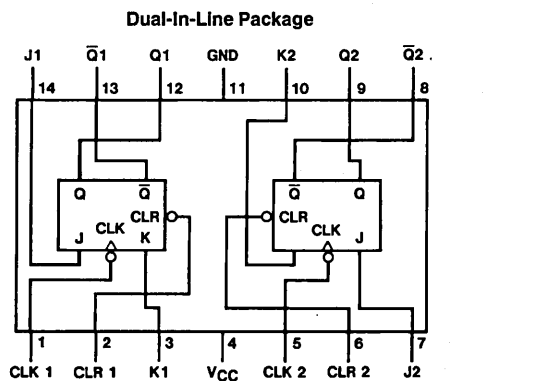 Dual-In-Line Package
J1 Q̅1 Q1 GND K2 Q2 Q̅2 .
14 13 12 11 10 9 8
Q Q̅ Q̅ Q
CLR CLR
CLK CLK
J K J
1 2 3 4 5 6 7
CLK 1 CLR 1 K1 VCC CLK 2 CLR 2 J2